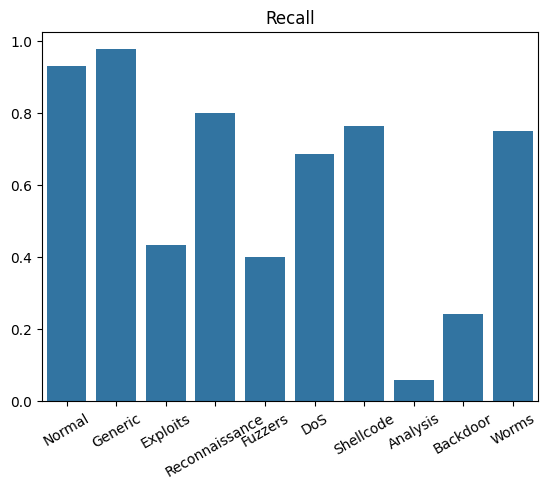 Recall
1.0
0.8
0.6
0.4
0.2
0.0
Normal
Generic
Exploits
Reconnaissance
Fuzzers
DoS
Shellcode
Analysis
Backdoor
Worms